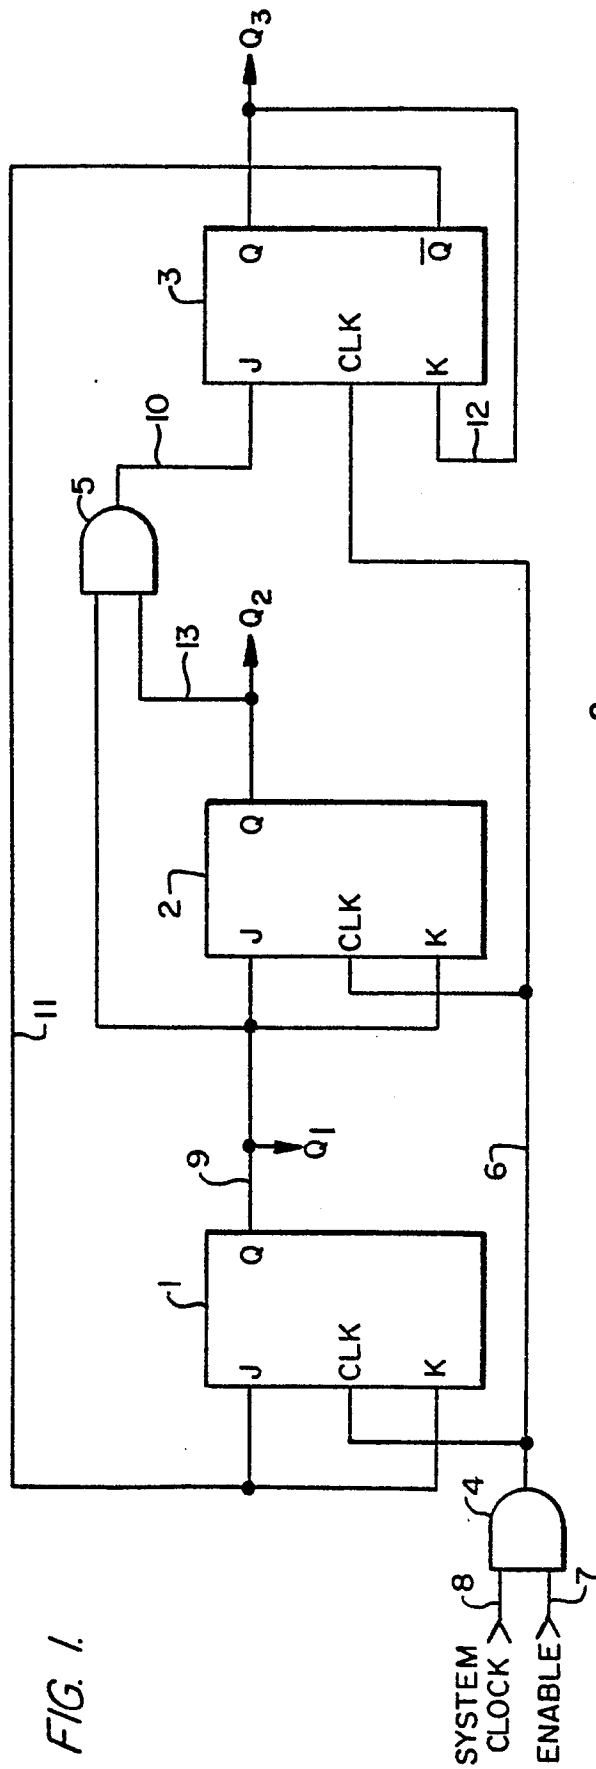 FIG. 1.
11
5
10
13
9
1
Q
J
CLK
K
Q1
2
Q
J
CLK
K
Q2
3
Q
J
CLK
K
Q̅
Q3
12
6
4
SYSTEM
CLOCK
8
ENABLE
7